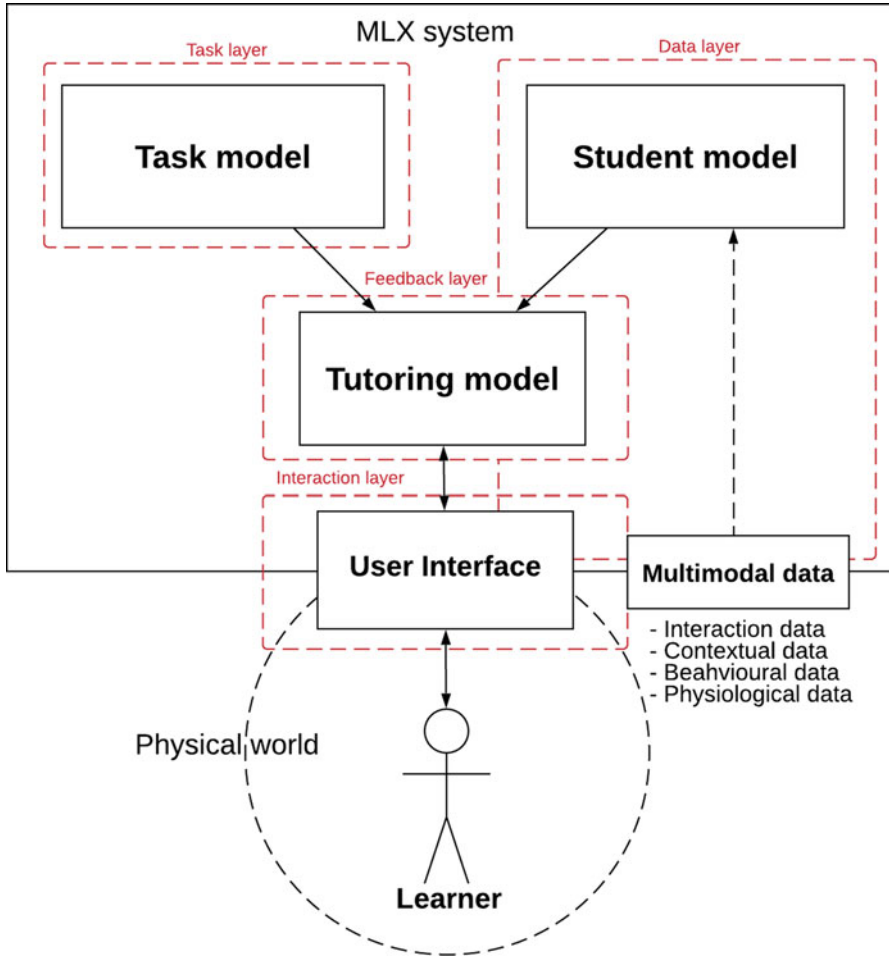 MLX system
Task layer
Data layer
Task model
Student model
Feedback layer
Tutoring model
Interaction layer
User Interface
Multimodal data
- Interaction data
- Contextual data
- Beahvioural data
- Physiological data
Physical world
Learner